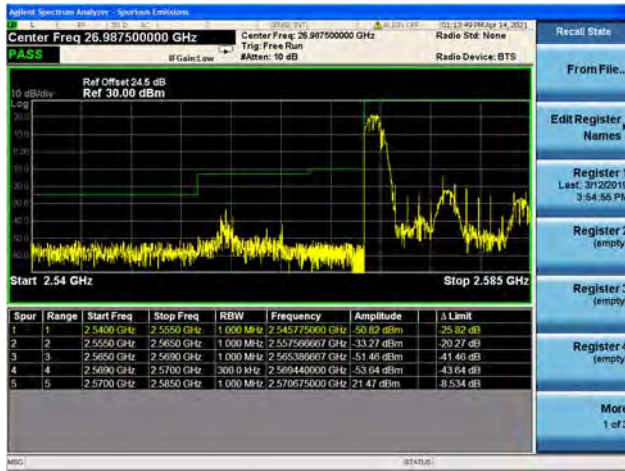 Agilent Spectrum Analyzer - Spurious Emissions
01:12:49 PM Apr 14, 2021
Center Freq 26.987500000 GHz
Center Freq: 26.987500000 GHz
Radio Std: None
Recall State
PASS
IFGain:Low
Trig: Free Run
#Atten: 10 dB
Radio Device: BTS
From File...
Ref Offset 24.5 dB
10 dB/div
Ref 30.00 dBm
Log
Edit Register Names
Register 1
Last: 3/12/2019
3:54:55 PM
Register 2
(empty)
Register 3
(empty)
Register 4
(empty)
More
Start 2.54 GHz
Stop 2.585 GHz
Spur Range Start Freq Stop Freq RBW Frequency Amplitude Δ Limit
1 1 2.5400 GHz 2.5550 GHz 1.000 MHz 2.545775000 GHz -50.82 dBm -25.82 dB
2 2 2.5550 GHz 2.5650 GHz 1.000 MHz 2.557566667 GHz -33.27 dBm -20.27 dB
3 3 2.5650 GHz 2.5690 GHz 1.000 MHz 2.565386667 GHz -51.46 dBm -41.46 dB
4 4 2.5690 GHz 2.5700 GHz 300.0 kHz 2.569440000 GHz -53.64 dBm -43.64 dB
5 5 2.5700 GHz 2.5850 GHz 1.000 MHz 2.570675000 GHz 21.47 dBm -8.534 dB
MSG
STATUS